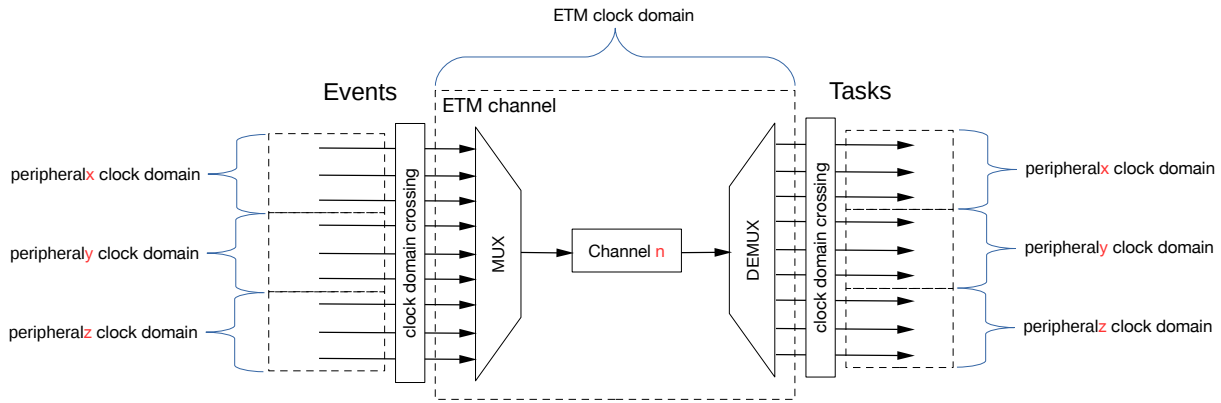 ETM clock domain
Events
Tasks
ETM channel
peripheralx clock domain
peripheraly clock domain
peripheralz clock domain
clock domain crossing
MUX
Channel n
DEMUX
clock domain crossing
peripheralx clock domain
peripheraly clock domain
peripheralz clock domain